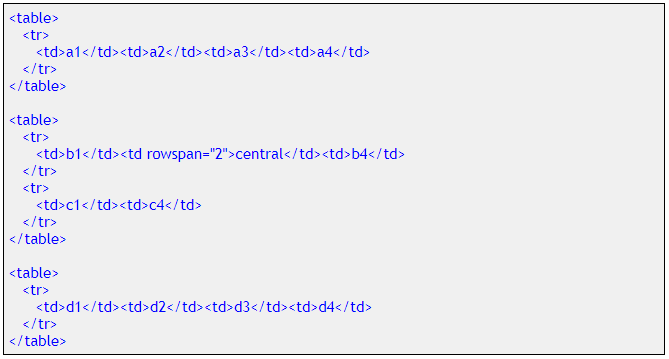 <table>
<tr>
<td>a1</td><td>a2</td><td>a3</td><td>a4</td>
</tr>
</table>
<table>
<tr>
<td>b1</td><td rowspan="2">central</td><td>b4</td>
</tr>
<tr>
<td>c1</td><td>c4</td>
</tr>
</table>
<table>
<tr>
<td>d1</td><td>d2</td><td>d3</td><td>d4</td>
</tr>
</table>